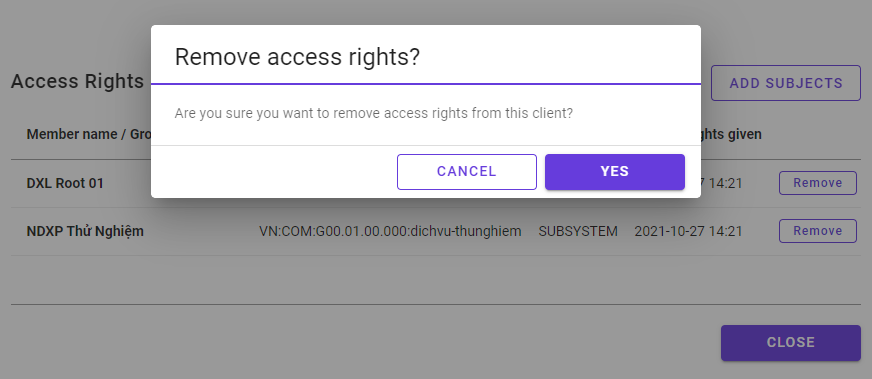 Remove access rights?
Access Rights
ADD SUBJECTS
Are you sure you want to remove access rights from this client?
Member name / Gro
given
CANCEL
YES
DXL Root 01
14:21
Remove
NDXP Thử Nghiệm
VN:COM:G00.01.00.000:dichvu-thunghiem
SUBSYSTEM
2021-10-27 14:21
Remove
CLOSE